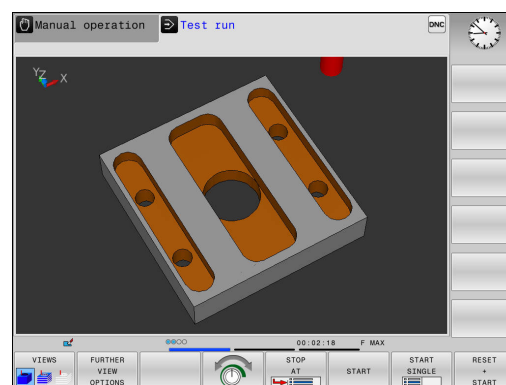 Manual operation
Test run
DNC
Y
Z X
00:02:18 F MAX
VIEWS
FURTHER
VIEW
OPTIONS
STOP
AT
START
START
SINGLE
RESET
+
START